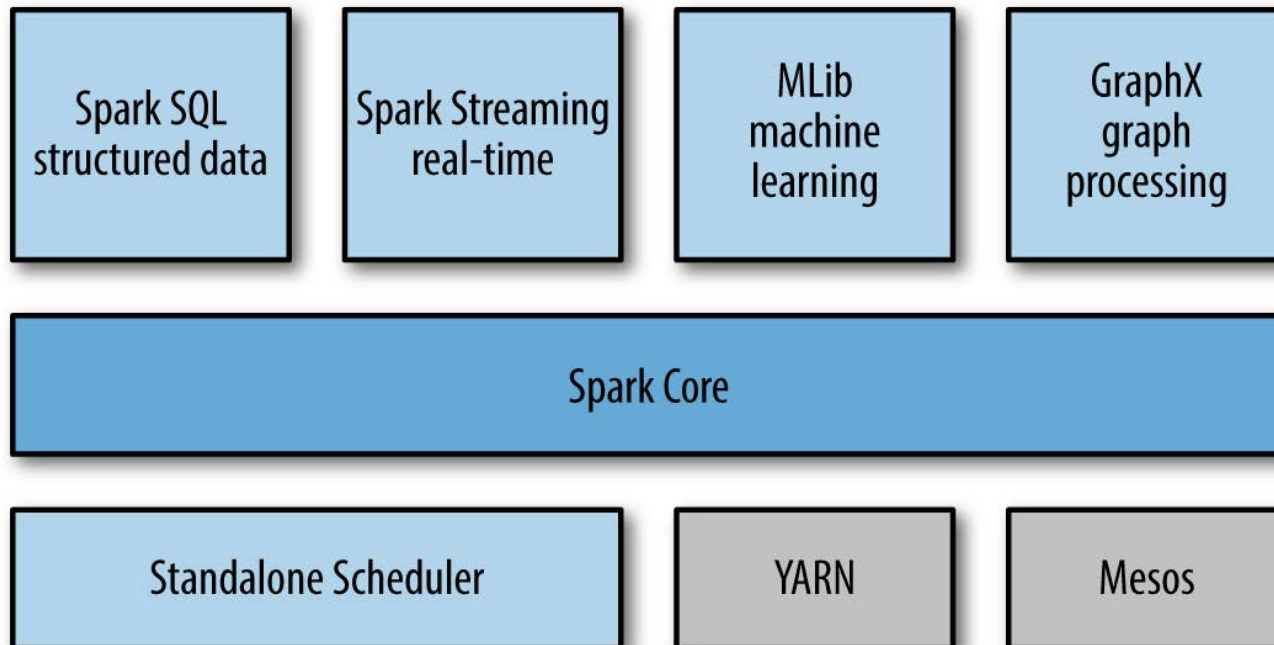 Spark SQL
structured data
Spark Streaming
real-time
MLib
machine
learning
GraphX
graph
processing
Spark Core
Standalone Scheduler
YARN
Mesos